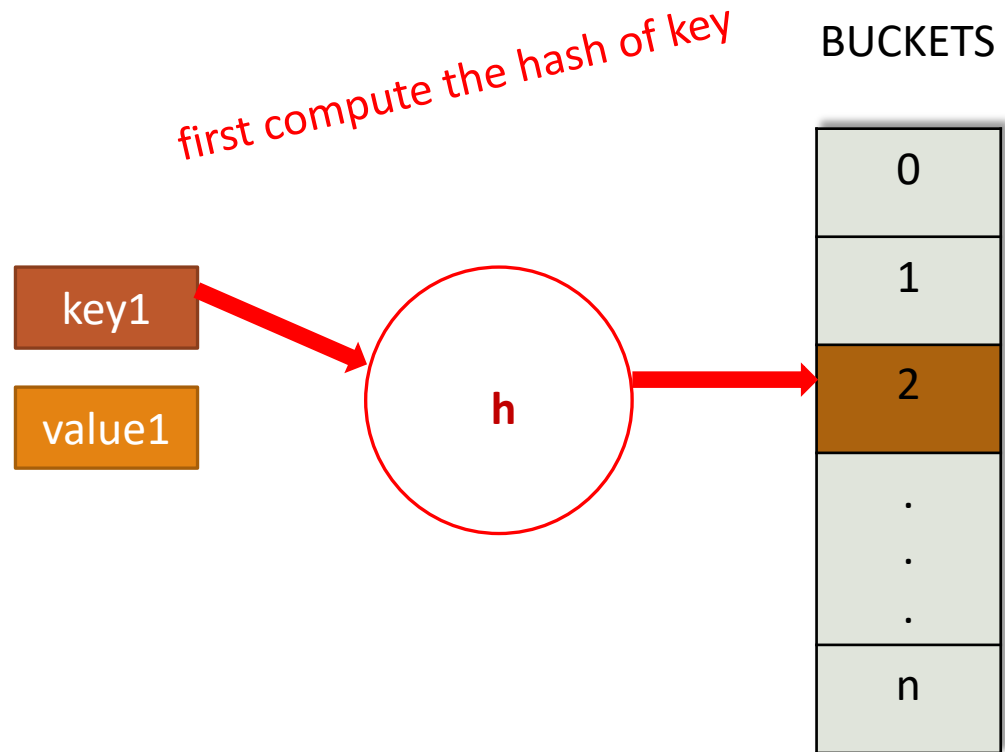 first compute the hash of key
BUCKETS
key1
value1
h
0
1
2
.
.
.
n